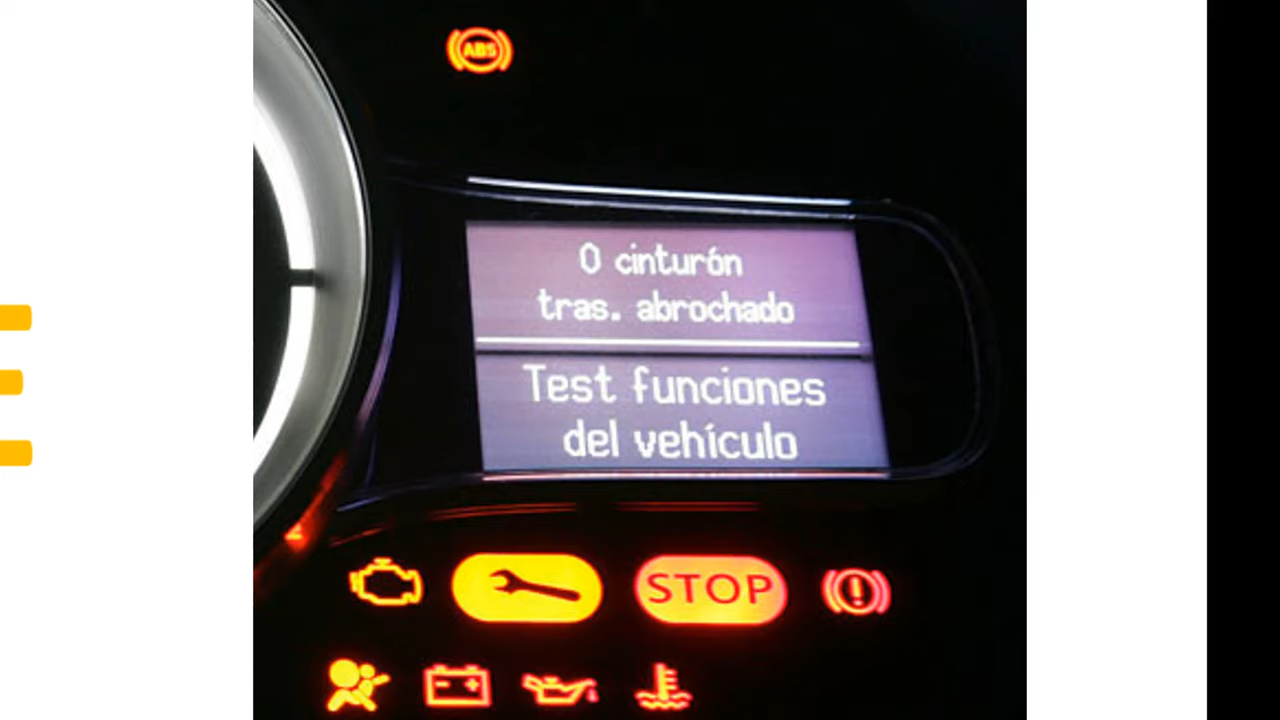 ABS
0 cinturón
tras. abrochado
Test funciones
del vehículo
STOP